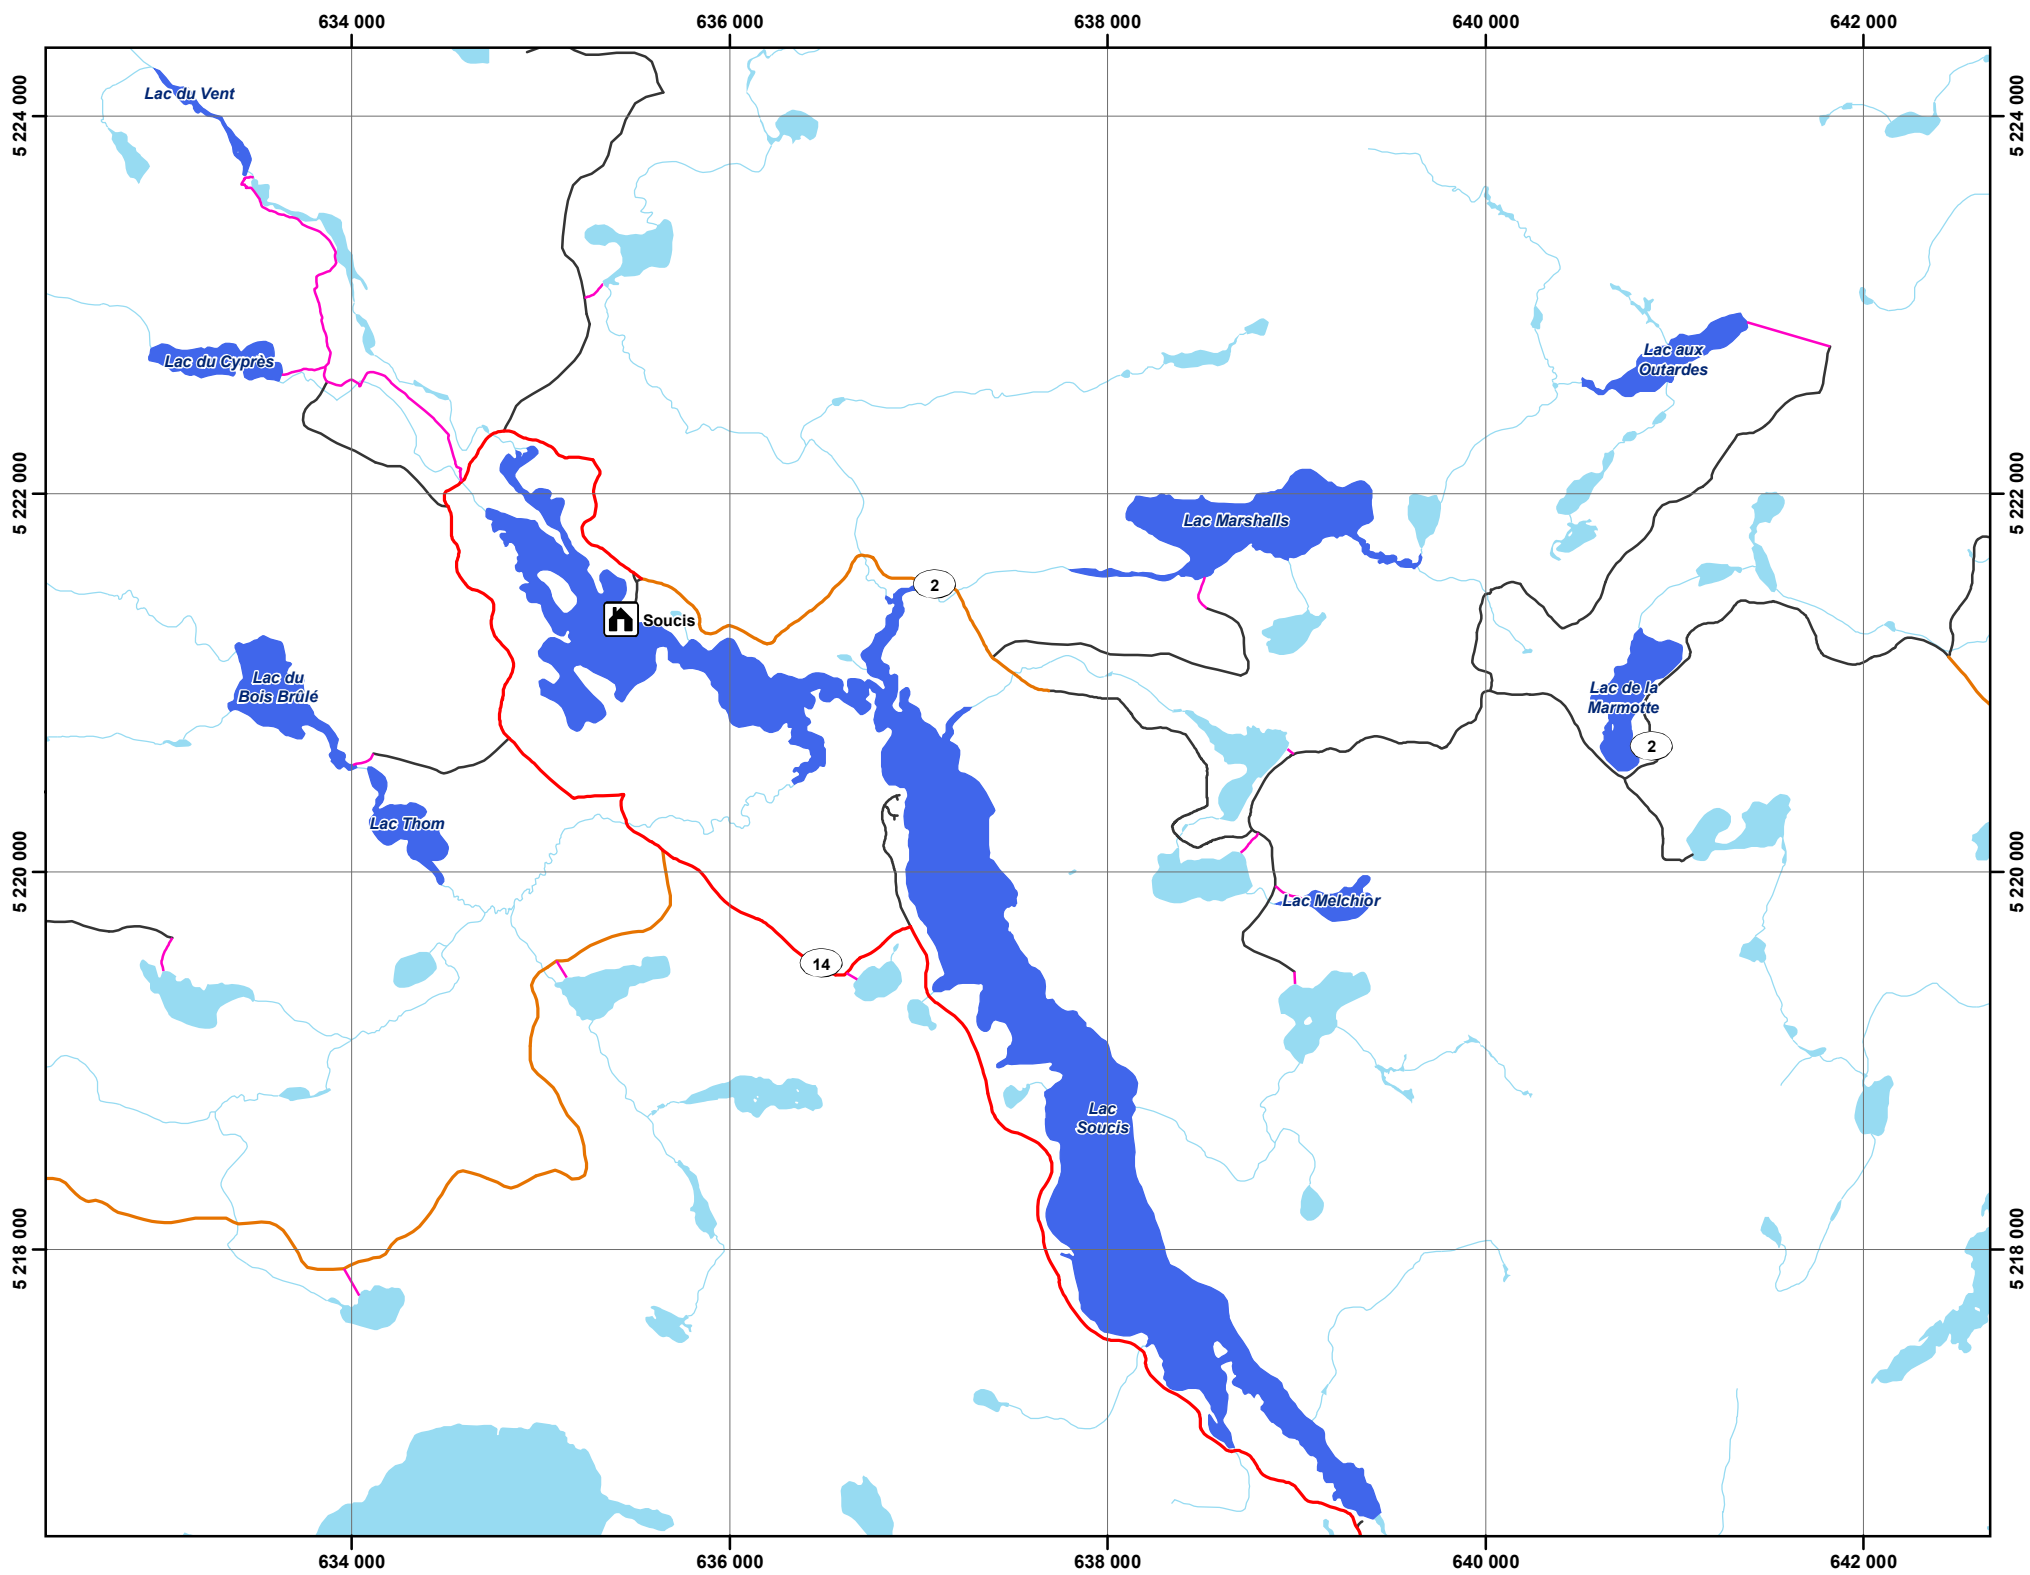 634 000
636 000
638 000
640 000
642 000
5 224 000
5 224 000
Lac du Vent
Lac du Cyprès
Lac aux
Outardes
5 222 000
5 222 000
Lac Marshalls
2
Soucis
Lac du
Bois Brûlé
Lac de la
Marmotte
2
Lac Thom
5 220 000
5 220 000
Lac Melchior
14
Lac
Soucis
5 218 000
5 218 000
634 000
636 000
638 000
640 000
642 000